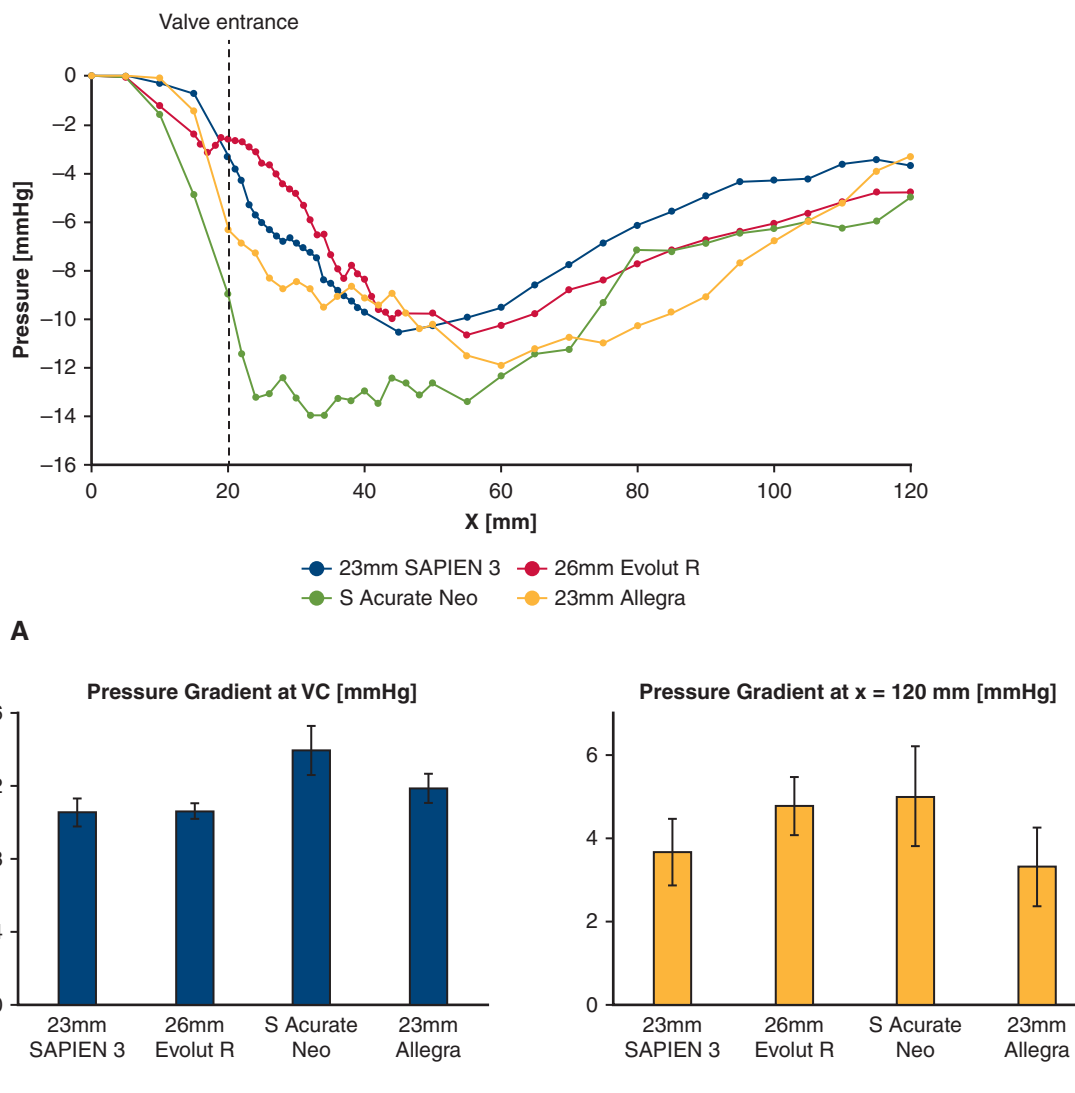 Valve entrance
0
–2
–4
–6
–8
–10
–12
–14
–16
Pressure [mmHg]
0 20 40 60 80 100 120
X [mm]
23mm SAPIEN 3 26mm Evolut R
S Acurate Neo 23mm Allegra
A
Pressure Gradient at VC [mmHg]
23mm 26mm S Acurate 23mm
SAPIEN 3 Evolut R Neo Allegra
Pressure Gradient at x = 120 mm [mmHg]
6
4
2
0
23mm 26mm S Acurate 23mm
SAPIEN 3 Evolut R Neo Allegra